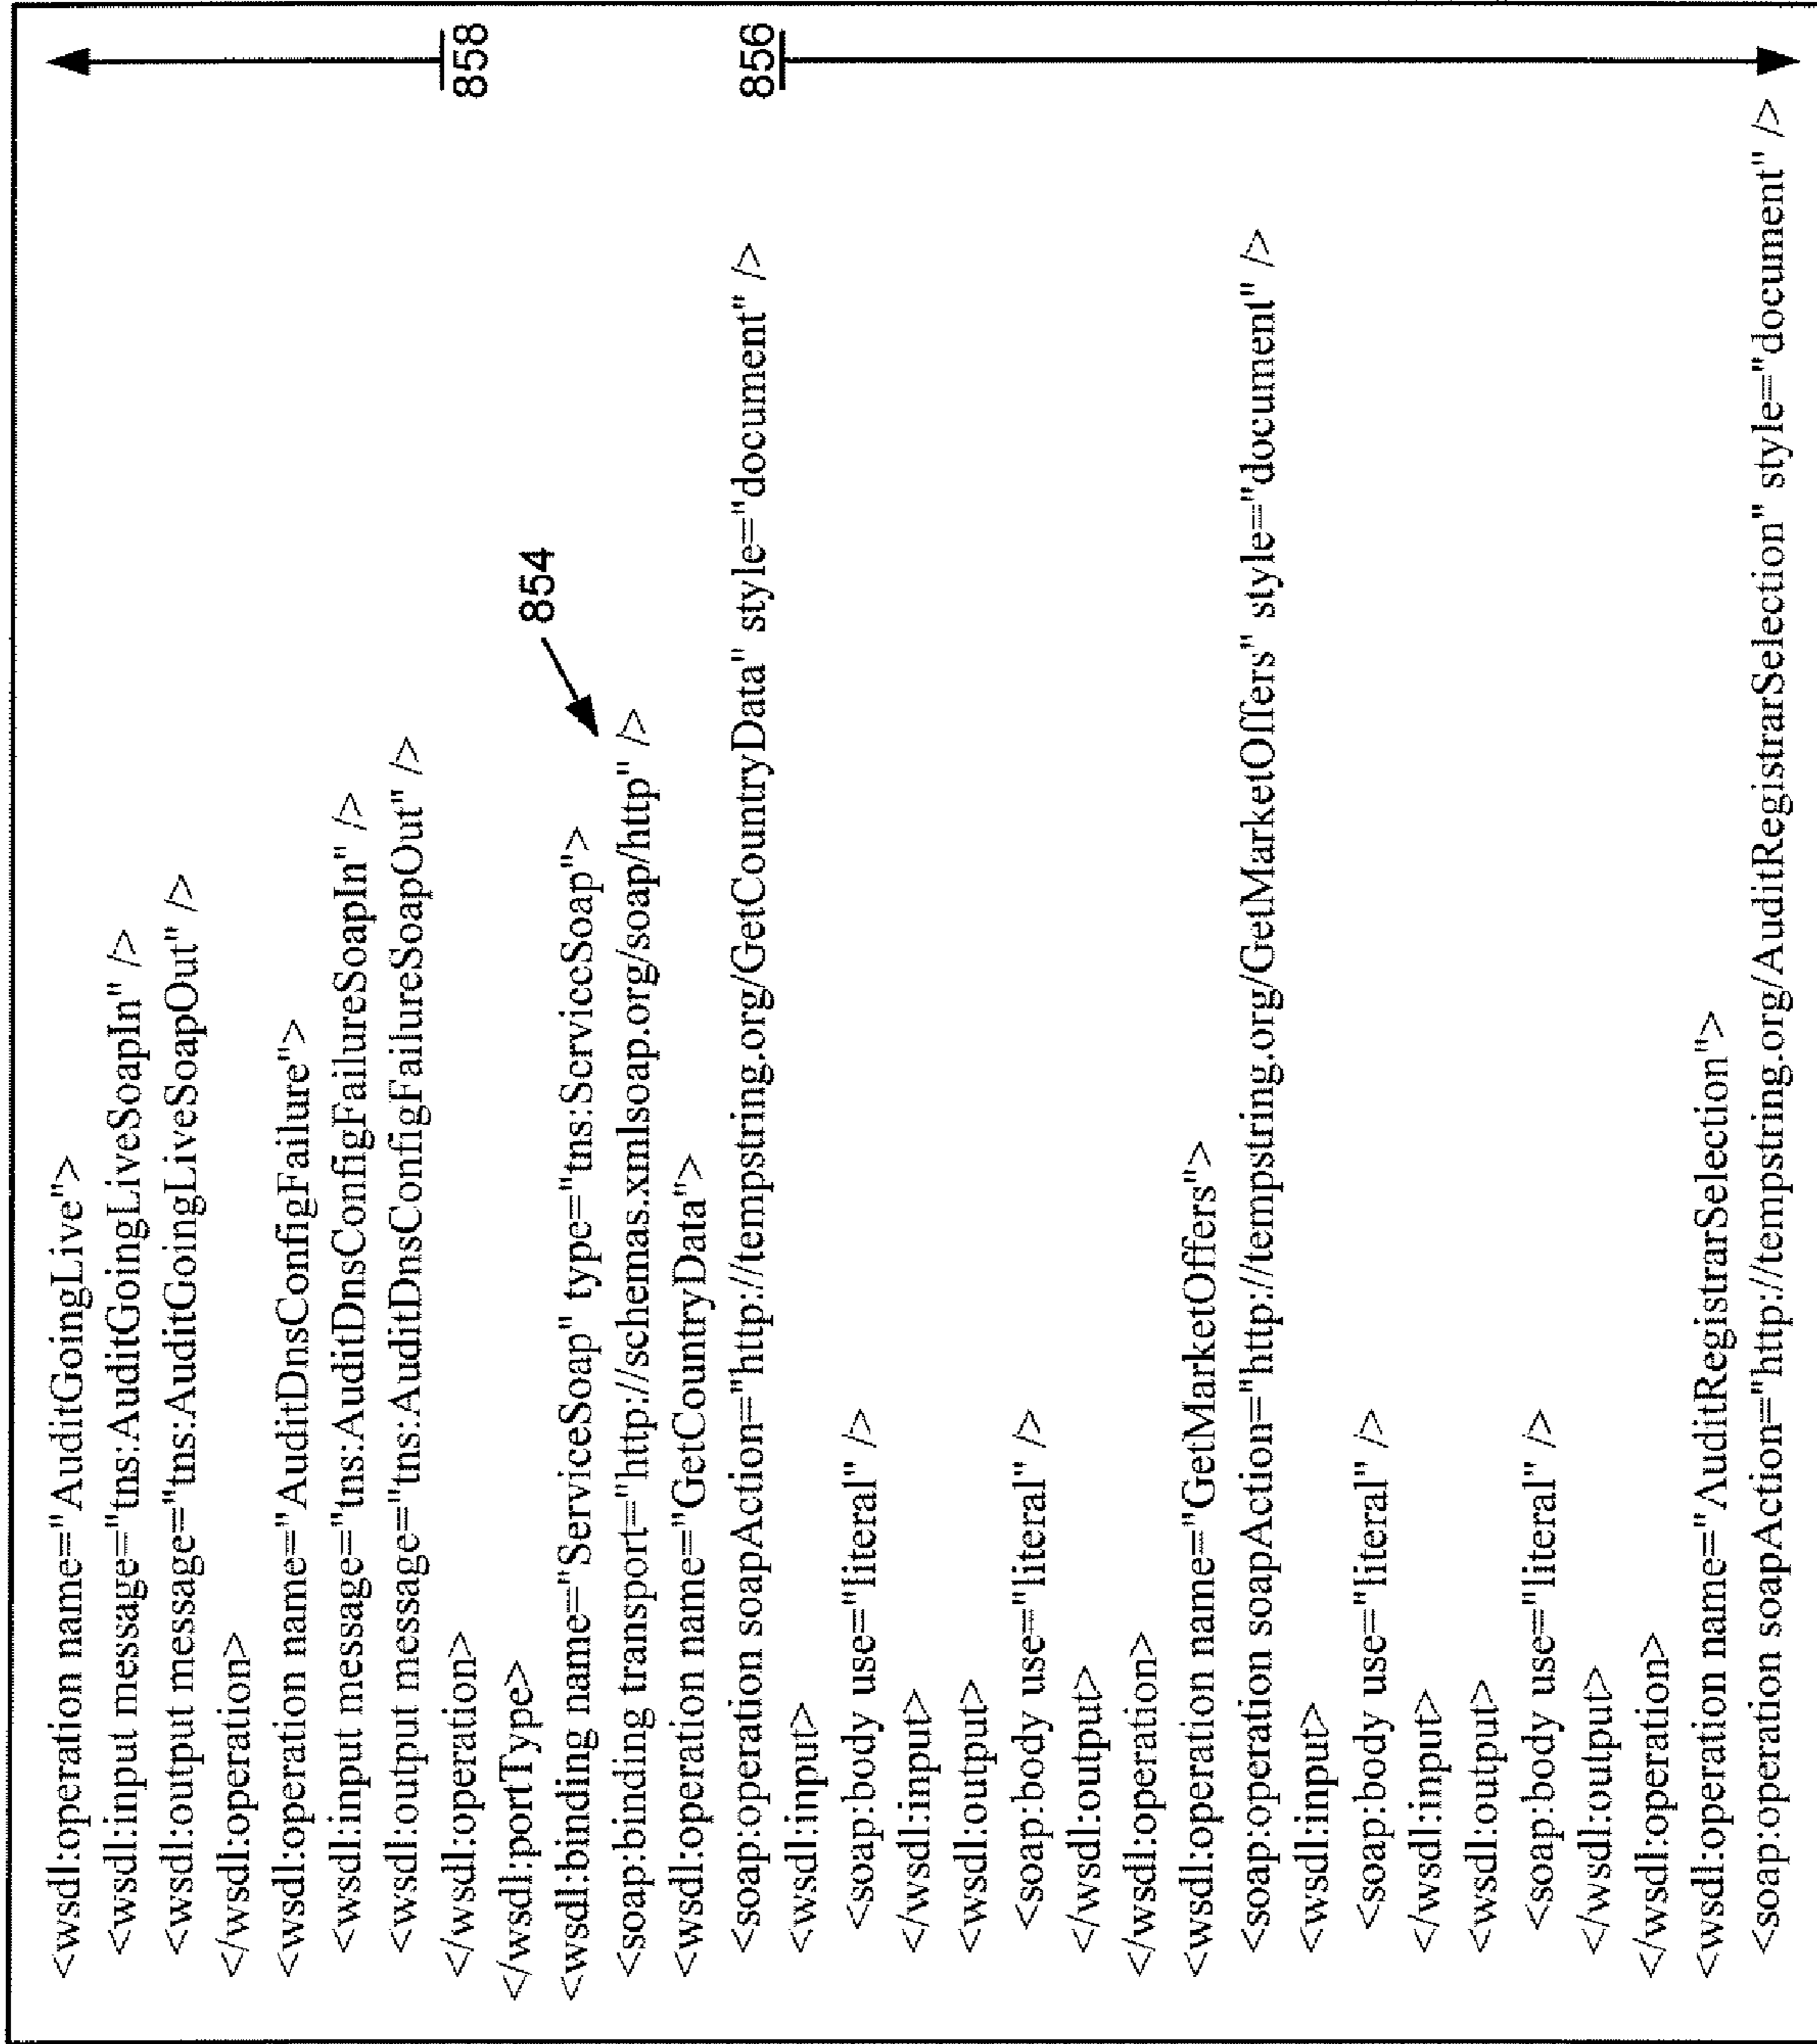 <wsdl:operation name="AuditGoingLive">
<wsdl:input message="tns:AuditGoingLiveSoapIn" />
<wsdl:output message="tns:AuditGoingLiveSoapOut" />
</wsdl:operation>
<wsdl:operation name="AuditDnsConfigFailure">
<wsdl:input message="tns:AuditDnsConfigFailureSoapIn" />
<wsdl:output message="tns:AuditDnsConfigFailureSoapOut" />
</wsdl:operation>
858
</wsdl:portType>
854
<wsdl:binding name="ServiceSoap" type="tns:ServiceSoap">
<soap:binding transport="http://schemas.xmlsoap.org/soap/http" />
<wsdl:operation name="GetCountryData">
<soap:operation soapAction="http://tempstring.org/GetCountryData" style="document" />
856
<wsdl:input>
<soap:body use="literal" />
</wsdl:input>
<wsdl:output>
<soap:body use="literal" />
</wsdl:output>
</wsdl:operation>
<wsdl:operation name="GetMarketOffers">
<soap:operation soapAction="http://tempstring.org/GetMarketOffers" style="document" />
<wsdl:input>
<soap:body use="literal" />
</wsdl:input>
<wsdl:output>
<soap:body use="literal" />
</wsdl:output>
</wsdl:operation>
<wsdl:operation name="AuditRegistrarSelection">
<soap:operation soapAction="http://tempstring.org/AuditRegistrarSelection" style="document" />